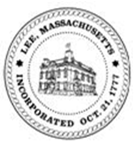 LEE, MASSACHUSETTS
INCORPORATED OCT. 21, 1777